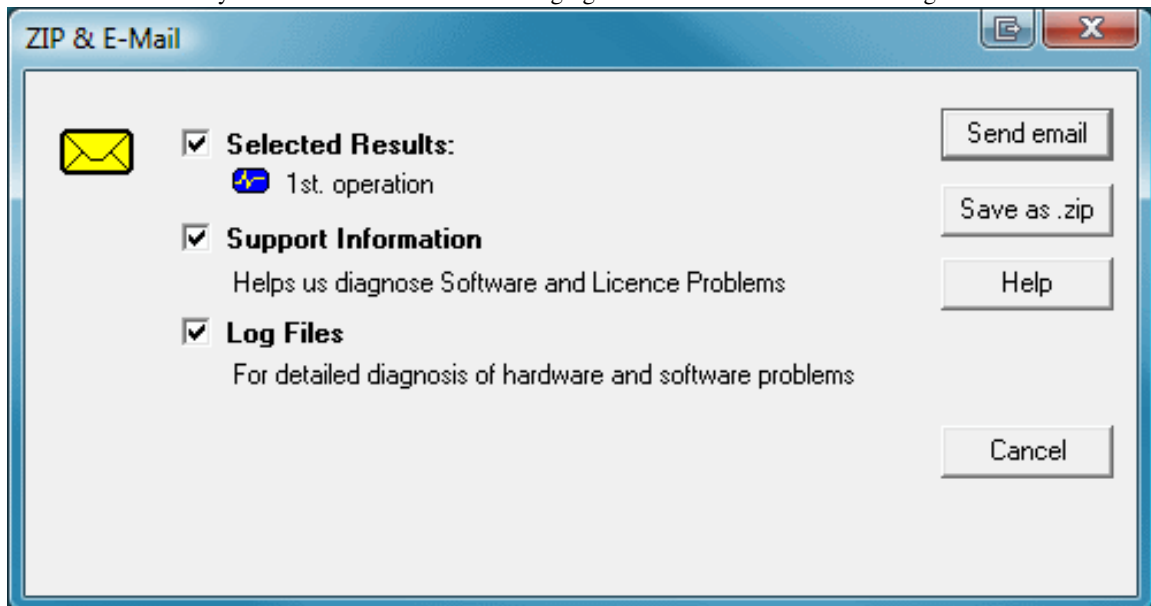 ZIP & E-Mail
Selected Results:
1st. operation
Support Information
Helps us diagnose Software and Licence Problems
Log Files
For detailed diagnosis of hardware and software problems
Send email
Save as .zip
Help
Cancel